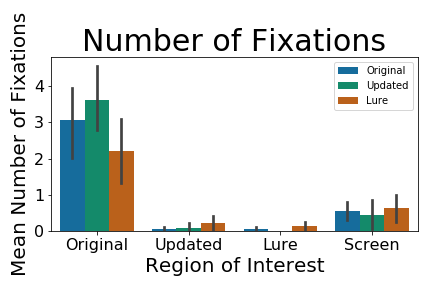 Number of Fixations
Mean Number of Fixations
4
3
2
1
0
Original
Updated
Lure
Original Updated Lure Screen
Region of Interest